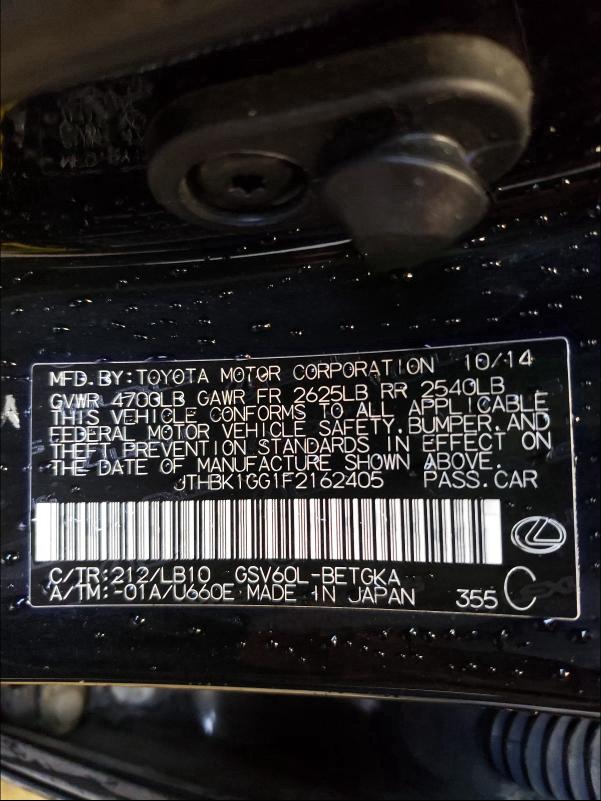 MFD. BY: TOYOTA MOTOR CORPORATION 10/14
GVWR 4700LB GAWR FR 2625LB RR 2540LB
THIS VEHICLE CONFORMS TO ALL APPLICABLE
FEDERAL MOTOR VEHICLE SAFETY, BUMPER, AND
THEFT PREVENTION STANDARDS IN EFFECT ON
THE DATE OF MANUFACTURE SHOWN ABOVE.
JTHBK1GG1F2162405 PASS. CAR
C/TR: 212/LB10 GSV60L-BETGKA
A/TM: -01A/U660E MADE IN JAPAN 355 C
A